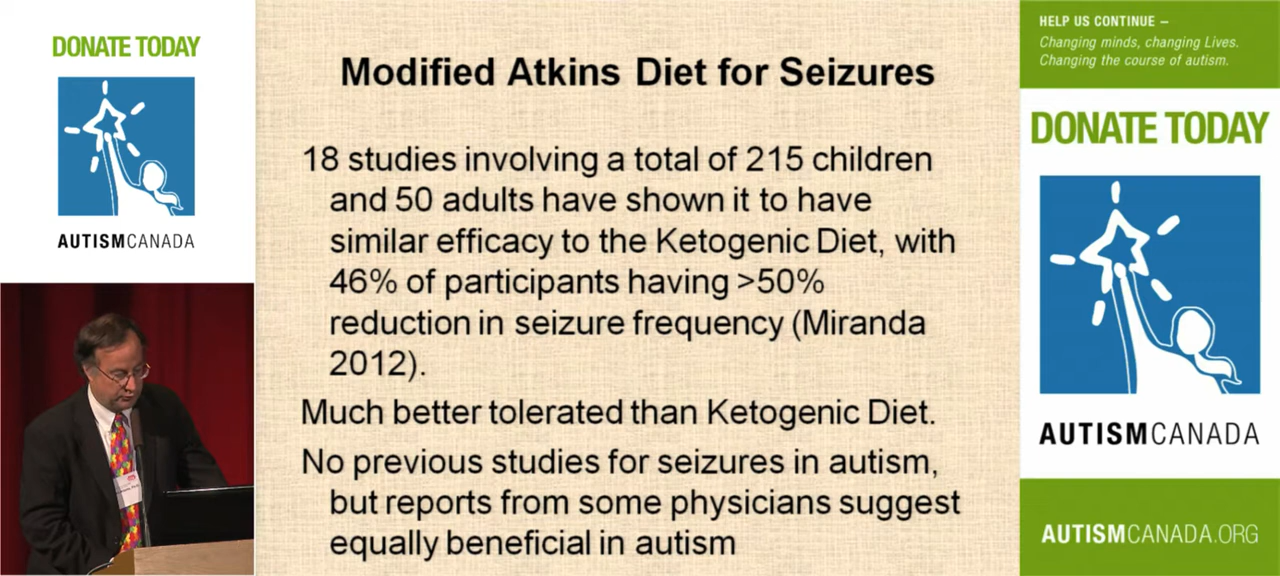 DONATE TODAY
AUTISMCANADA
Modified Atkins Diet for Seizures
18 studies involving a total of 215 children
and 50 adults have shown it to have
similar efficacy to the Ketogenic Diet, with
46% of participants having >50%
reduction in seizure frequency (Miranda
2012).
Much better tolerated than Ketogenic Diet.
No previous studies for seizures in autism,
but reports from some physicians suggest
equally beneficial in autism
HELP US CONTINUE –
Changing minds, changing Lives.
Changing the course of autism.
DONATE TODAY
AUTISMCANADA
AUTISMCANADA.ORG